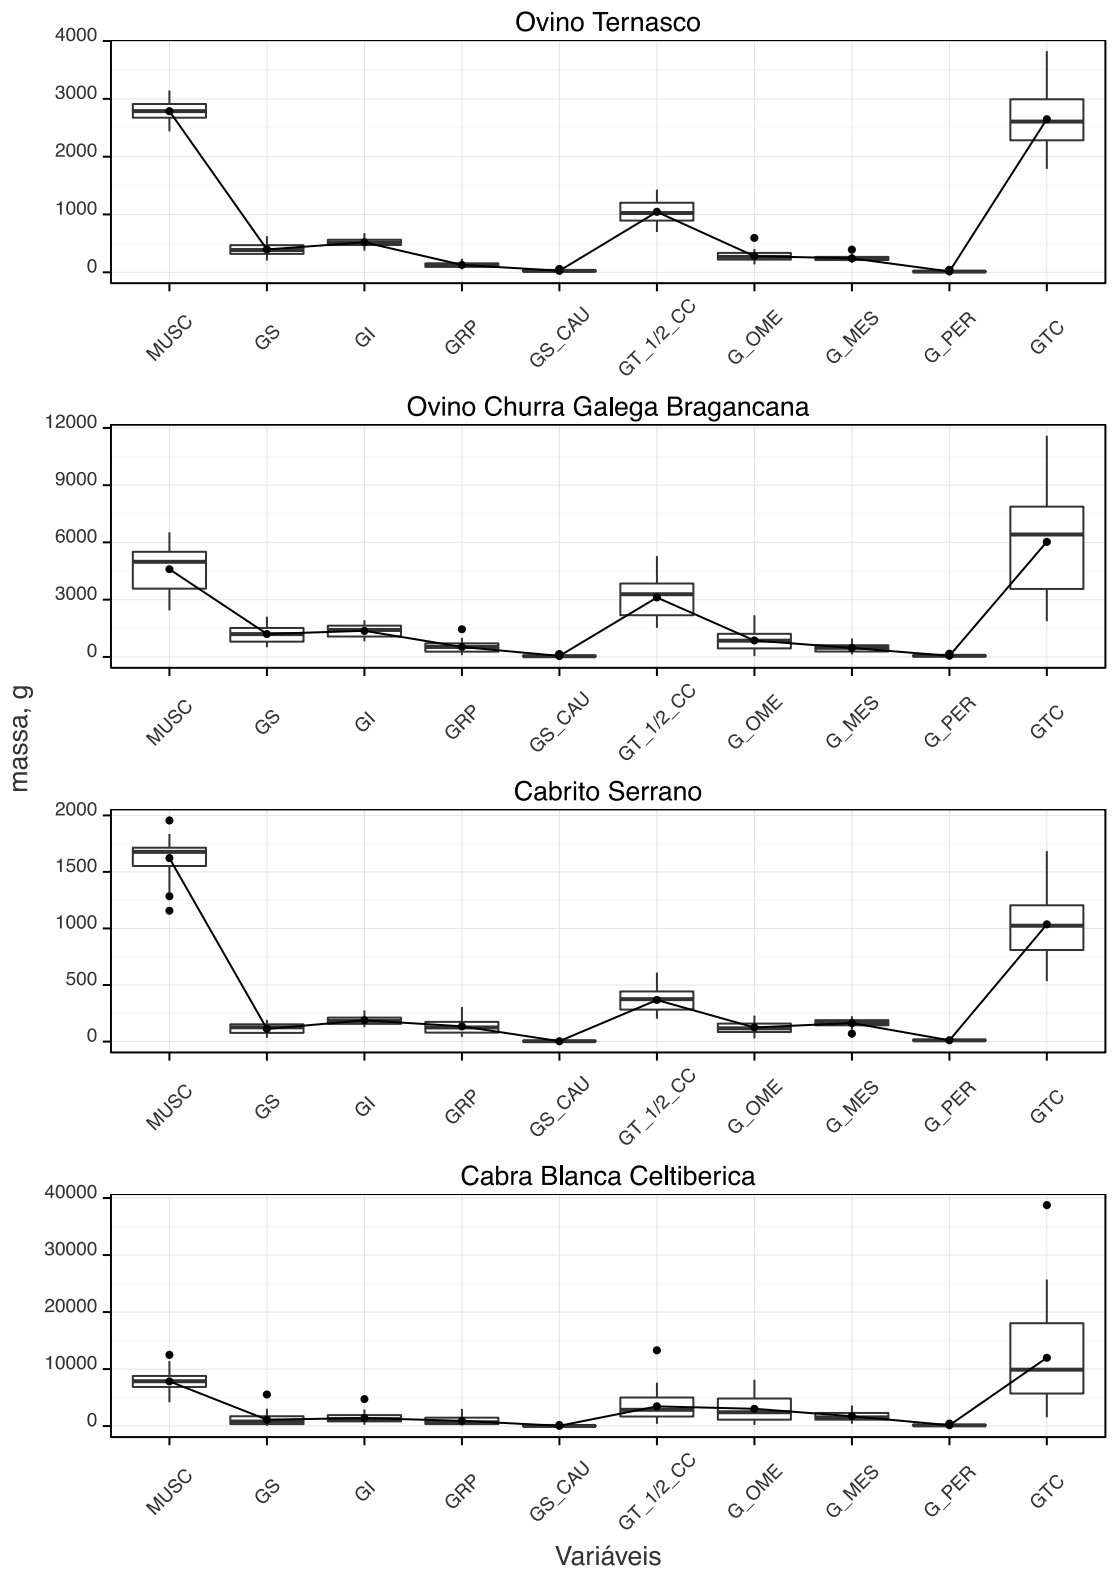 Ovino Ternasco
4000
3000
2000
1000
0
MUSC GS GI GRP GS_CAU GT_1/2_CC G_OME G_MES G_PER GTC
Ovino Churra Galega Bragancana
12000
9000
6000
3000
0
MUSC GS GI GRP GS_CAU GT_1/2_CC G_OME G_MES G_PER GTC
massa, g
Cabrito Serrano
2000
1500
1000
500
0
MUSC GS GI GRP GS_CAU GT_1/2_CC G_OME G_MES G_PER GTC
Cabra Blanca Celtiberica
40000
30000
20000
10000
0
MUSC GS GI GRP GS_CAU GT_1/2_CC G_OME G_MES G_PER GTC
Variáveis